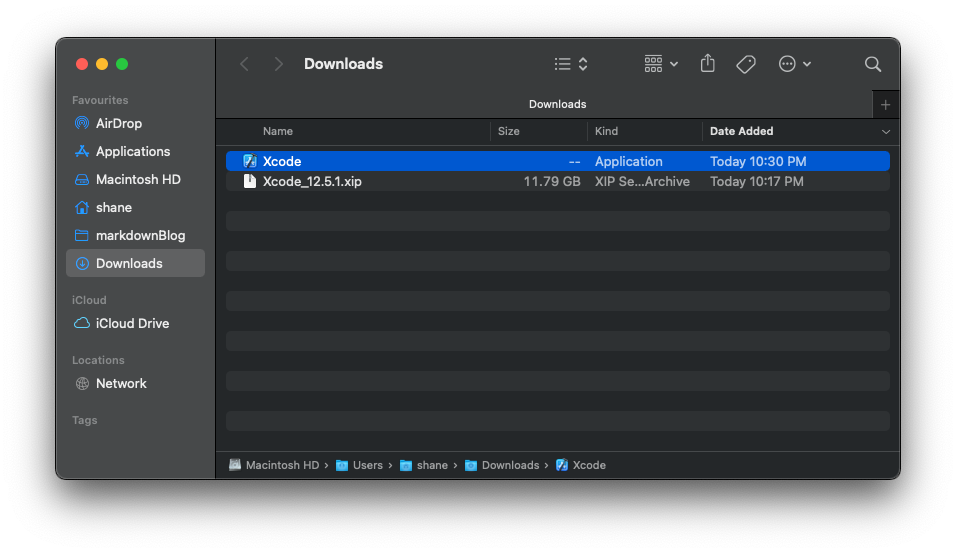 Downloads
Favourites
AirDrop
Applications
Macintosh HD
shane
markdownBlog
Downloads
iCloud
iCloud Drive
Locations
Network
Tags
Downloads
Name Size Kind Date Added
Xcode -- Application Today 10:30 PM
Xcode_12.5.1.xip 11.79 GB XIP Se...Archive Today 10:17 PM
Macintosh HD › Users › shane › Downloads › Xcode